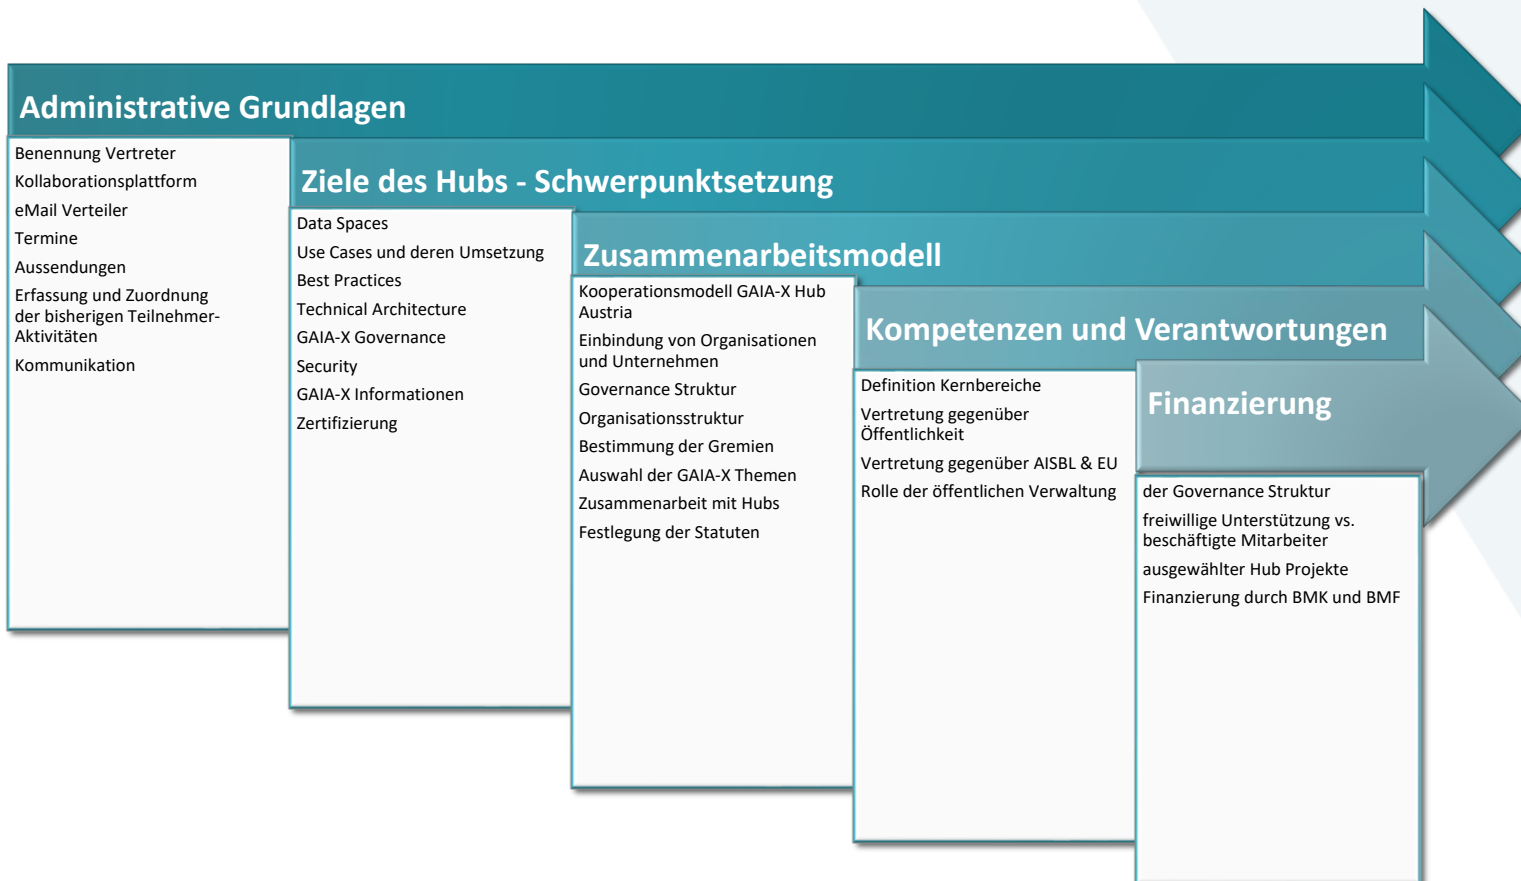 Administrative Grundlagen
Benennung Vertreter
Kollaborationsplattform
eMail Verteiler
Termine
Aussendungen
Erfassung und Zuordnung
der bisherigen Teilnehmer-
Aktivitäten
Kommunikation
Ziele des Hubs - Schwerpunktsetzung
Data Spaces
Use Cases und deren Umsetzung
Best Practices
Technical Architecture
GAIA-X Governance
Security
GAIA-X Informationen
Zertifizierung
Zusammenarbeitsmodell
Kooperationsmodell GAIA-X Hub
Austria
Einbindung von Organisationen
und Unternehmen
Governance Struktur
Organisationsstruktur
Bestimmung der Gremien
Auswahl der GAIA-X Themen
Zusammenarbeit mit Hubs
Festlegung der Statuten
Kompetenzen und Verantwortungen
Definition Kernbereiche
Vertretung gegenüber
Öffentlichkeit
Vertretung gegenüber AISBL & EU
Rolle der öffentlichen Verwaltung
Finanzierung
der Governance Struktur
freiwillige Unterstützung vs.
beschäftigte Mitarbeiter
ausgewählter Hub Projekte
Finanzierung durch BMK und BMF